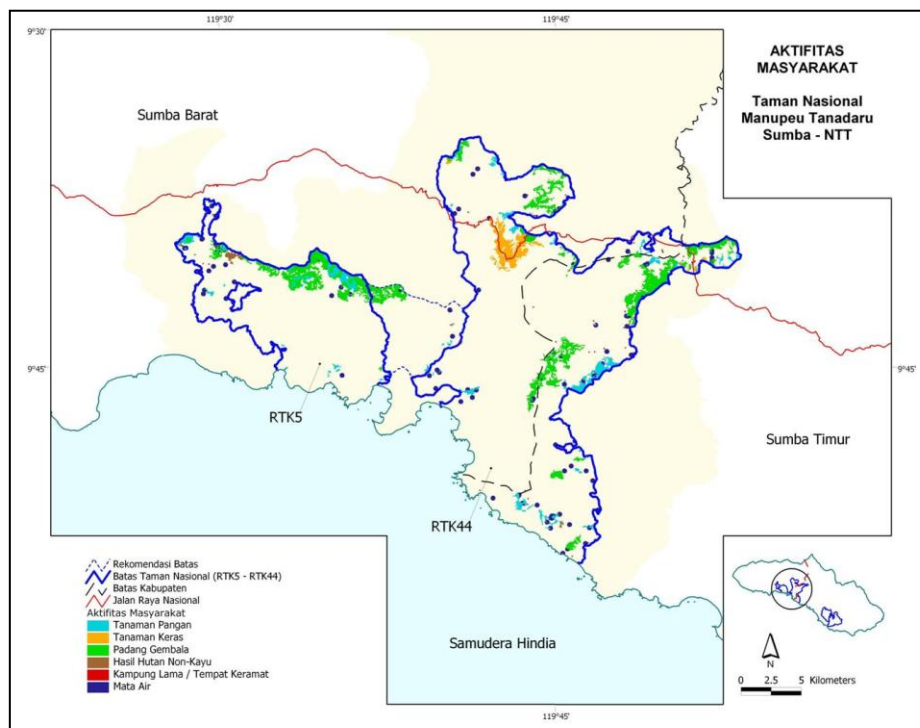 119°30'
119°45'
9°30'
AKTIFITAS
MASYARAKAT
Taman Nasional
Manupeu Tanadaru
Sumba - NTT
Sumba Barat
9°45'
9°45'
RTK5
Sumba Timur
RTK44
Rekomendasi Batas
Batas Taman Nasional (RTK5 - RTK44)
Batas Kabupaten
Jalan Raya Nasional
Aktifitas Masyarakat
Tanaman Pangan
Tanaman Keras
Padang Gembala
Hasil Hutan Non-Kayu
Kampung Lama / Tempat Keramat
Mata Air
Samudera Hindia
N
0 2.5 5 Kilometers
119°45'